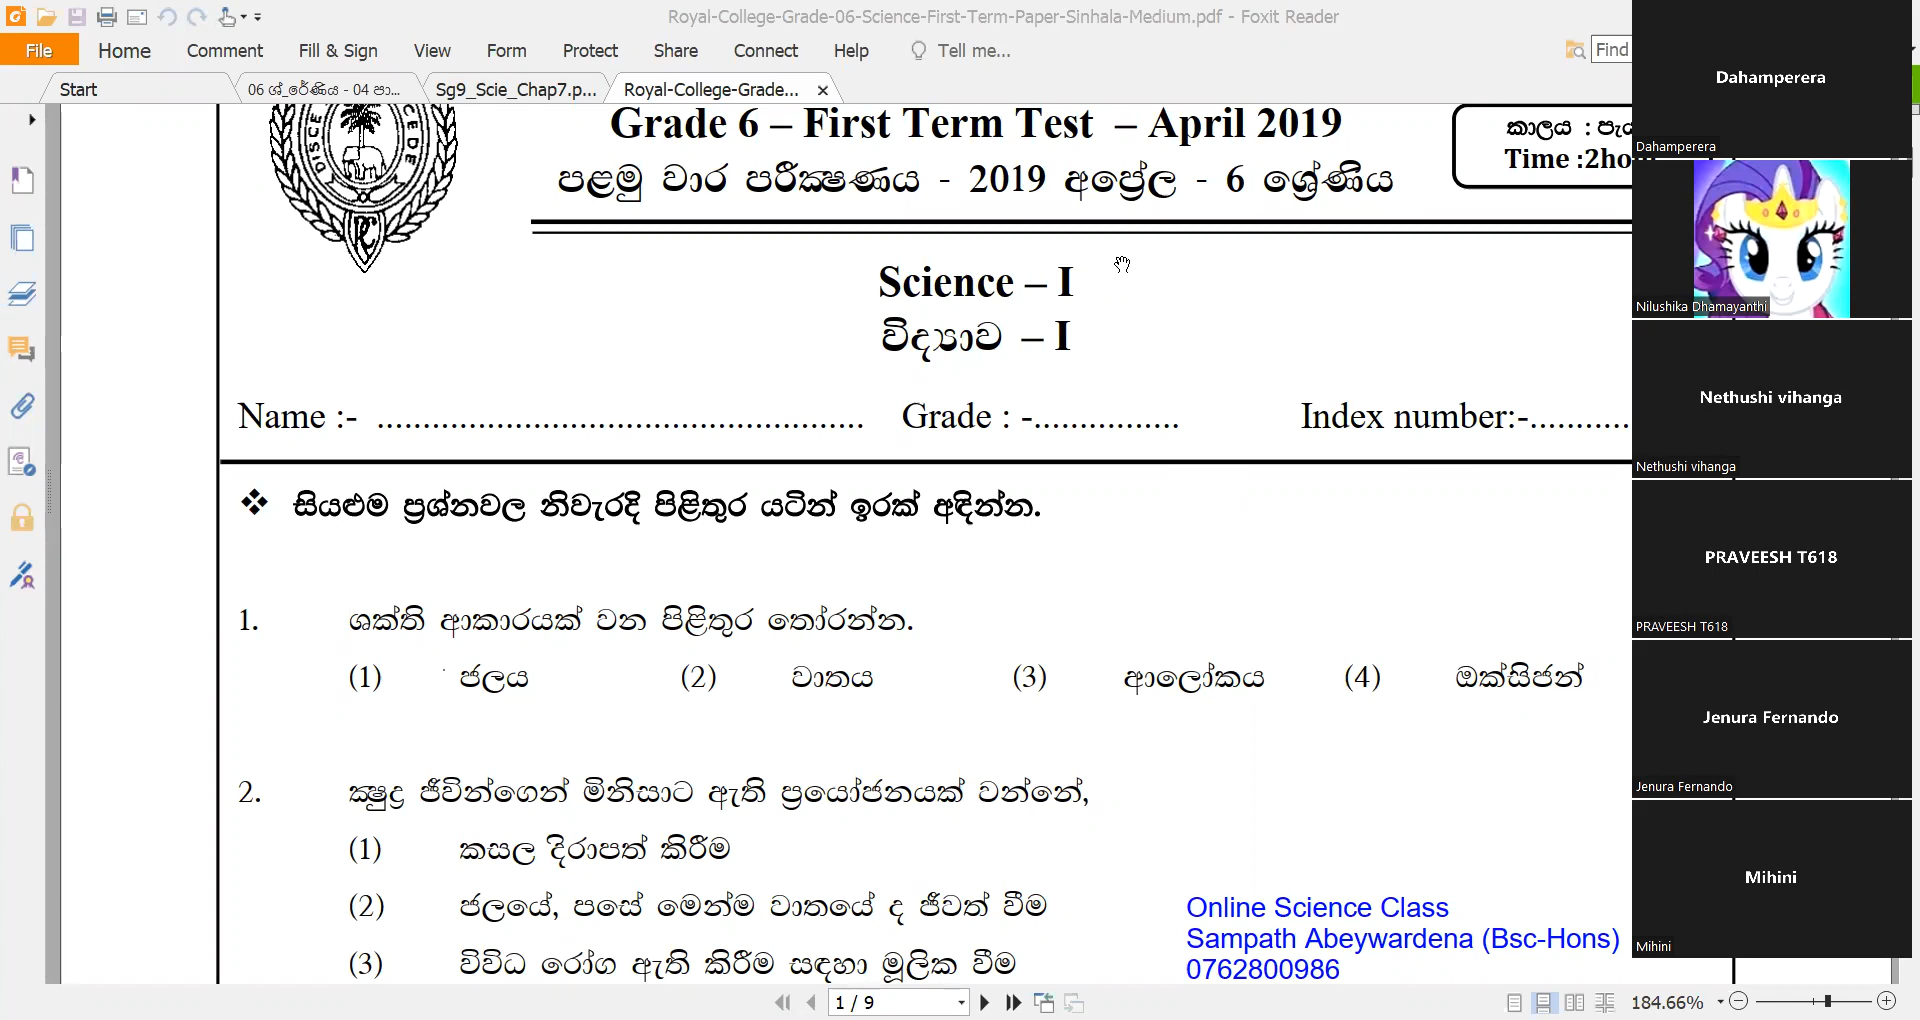 Royal-College-Grade-06-Science-First-Term-Paper-Sinhala-Medium.pdf - Foxit Reader
File Home Comment Fill & Sign View Form Protect Share Connect Help Tell me... Find
Start 06 ශ්‍රේණිය - 04 පා... Sg9_Scie_Chap7.p... Royal-College-Grade...
DISCE CEDE
Grade 6 – First Term Test – April 2019
පළමු වාර පරීක්ෂණය - 2019 අප්‍රේල - 6 ශ්‍රේණිය
කාලය : පැය
Time :2ho
Science – I
විද්‍යාව – I
Name :- .................................................... Grade : -................ Index number:-...........
❖ සියළුම ප්‍රශ්නවල නිවැරදි පිළිතුර යටින් ඉරක් අඳින්න.
1. ශක්ති ආකාරයක් වන පිළිතුර තෝරන්න.
(1) ජලය (2) වාතය (3) ආලෝකය (4) ඔක්සිජන්
2. ක්ෂුද්‍ර ජීවින්ගෙන් මිනිසාට ඇති ප්‍රයෝජනයක් වන්නේ,
(1) කසල දිරාපත් කිරීම
(2) ජලයේ, පසේ මෙන්ම වාතයේ ද ජීවත් වීම
(3) විවිධ රෝග ඇති කිරීම සඳහා මූලික වීම
Online Science Class
Sampath Abeywardena (Bsc-Hons)
0762800986
Dahamperera
Dahamperera
Nilushika Dhamayanthi
Nethushi vihanga
Nethushi vihanga
PRAVEESH T618
PRAVEESH T618
Jenura Fernando
Jenura Fernando
Mihini
Mihini
1 / 9
184.66%